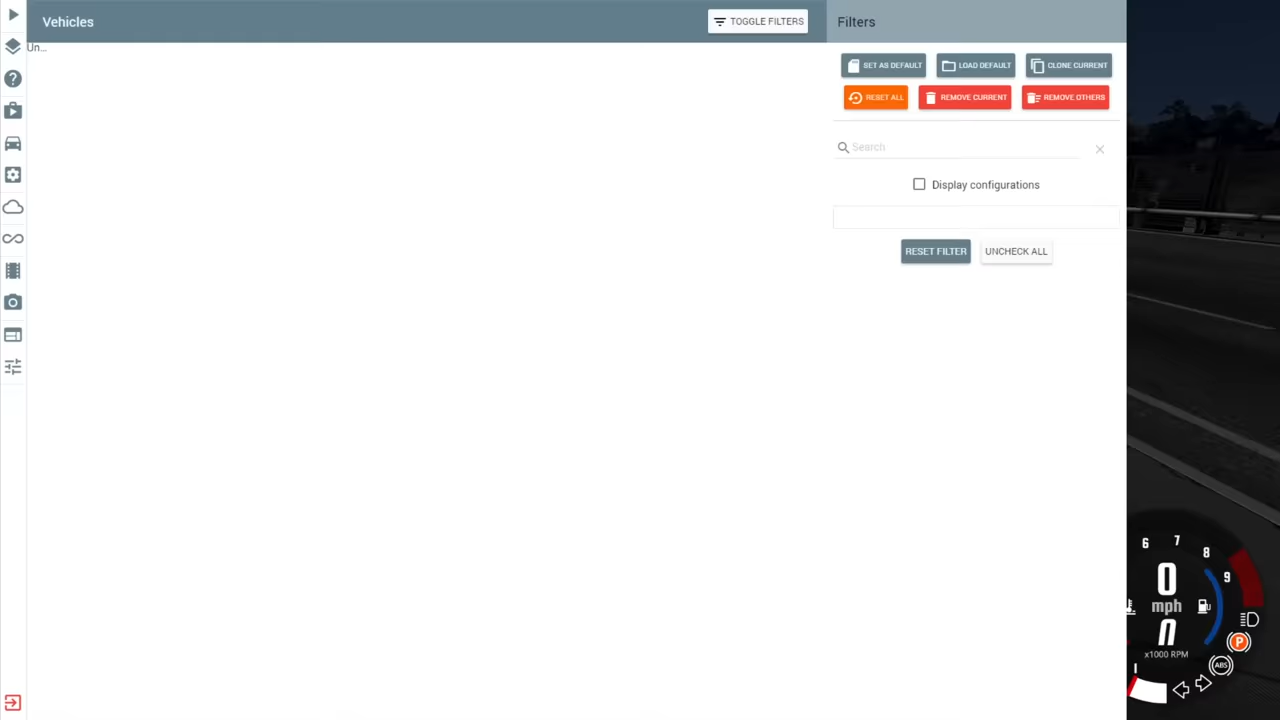 Vehicles
TOGGLE FILTERS
Filters
Un...
SET AS DEFAULT
LOAD DEFAULT
CLONE CURRENT
RESET ALL
REMOVE CURRENT
REMOVE OTHERS
Search
Display configurations
RESET FILTER
UNCHECK ALL
6 7 8 9
0
mph
n
x1000 RPM
P
ABS